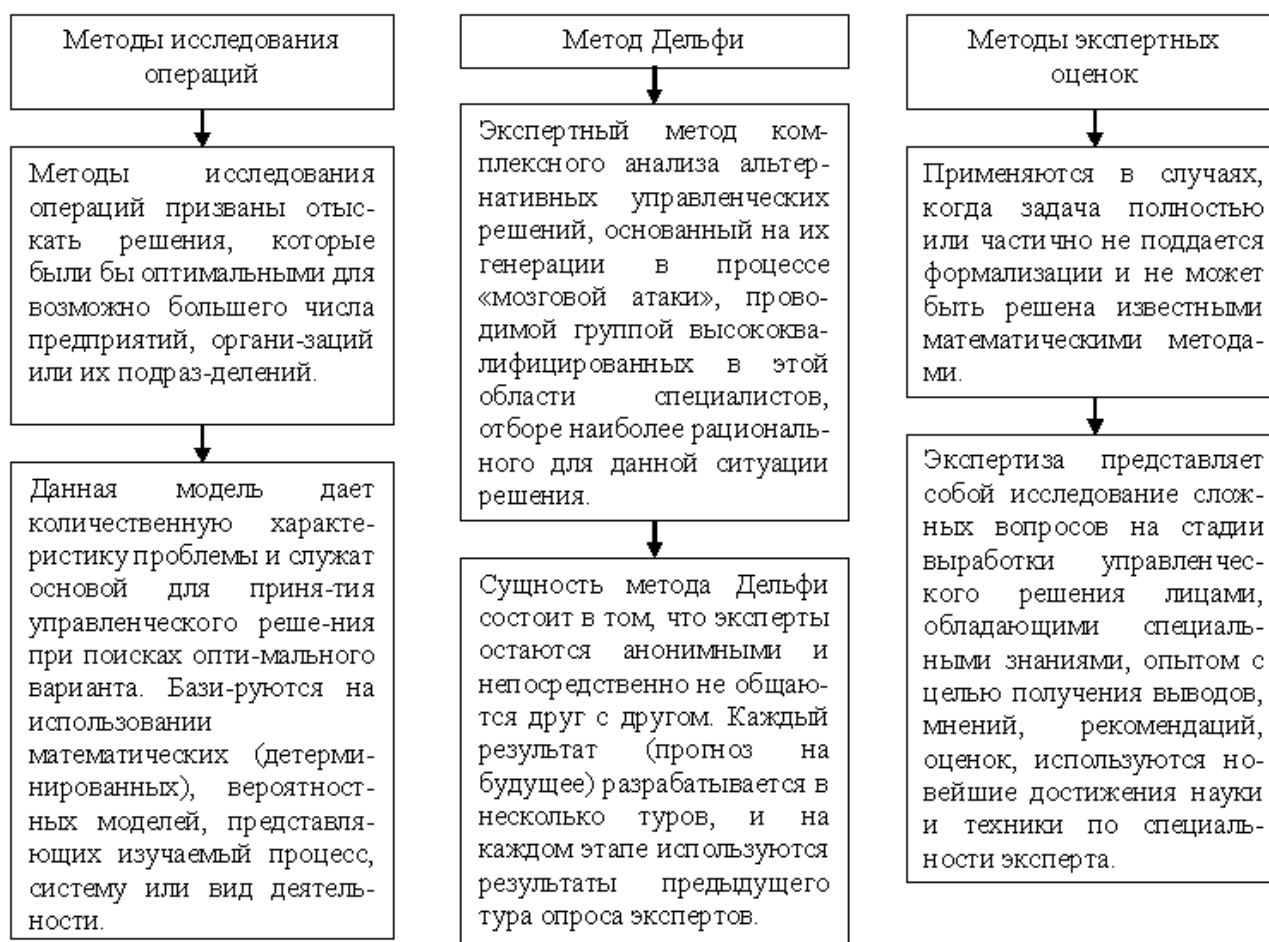 Методы исследования
операций
Методы исследования
операций призваны отыс-
кать решения, которые
были бы оптимальными для
возможно большего числа
предприятий, органи-заций
или их подраз-делений.
Данная модель дает
количественную характе-
ристику проблемы и служат
основой для приня-тия
управленческого реше-ния
при поисках опти-мального
варианта. Бази-руются на
использовании
математических (детерми-
нированных), вероятност-
ных моделей, представля-
ющих изучаемый процесс,
систему или вид деятель-
ности.
Метод Дельфи
Экспертный метод ком-
плексного анализа альтер-
нативных управленческих
решений, основанный на их
генерации в процессе
«мозговой атаки», прово-
димой группой высококва-
лифицированных в этой
области специалистов,
отборе наиболее рациональ-
ного для данной ситуации
решения.
Сущность метода Дельфи
состоит в том, что эксперты
остаются анонимными и
непосредственно не общаю-
тся друг с другом. Каждый
результат (прогноз на
будущее) разрабатывается в
несколько туров, и на
каждом этапе используются
результаты предыдущего
тура опроса экспертов.
Методы экспертных
оценок
Применяются в случаях,
когда задача полностью
или частично не поддается
формализации и не может
быть решена известными
математическими метода-
ми.
Экспертиза представляет
собой исследование слож-
ных вопросов на стадии
выработки управленчес-
кого решения лицами,
обладающими специаль-
ными знаниями, опытом с
целью получения выводов,
мнений, рекомендаций,
оценок, используются но-
вейшие достижения науки
и техники по специаль-
ности эксперта.